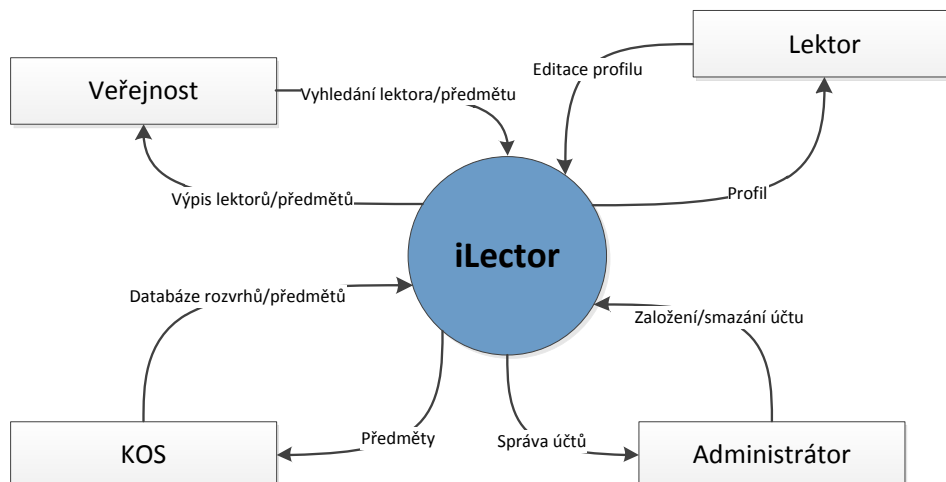 Lektor
Editace profilu
Veřejnost
Vyhledání lektora/předmětu
Výpis lektorů/předmětů
Profil
iLector
Databáze rozvrhů/předmětů
Založení/smazání účtu
Předměty
Správa účtů
KOS
Administrátor